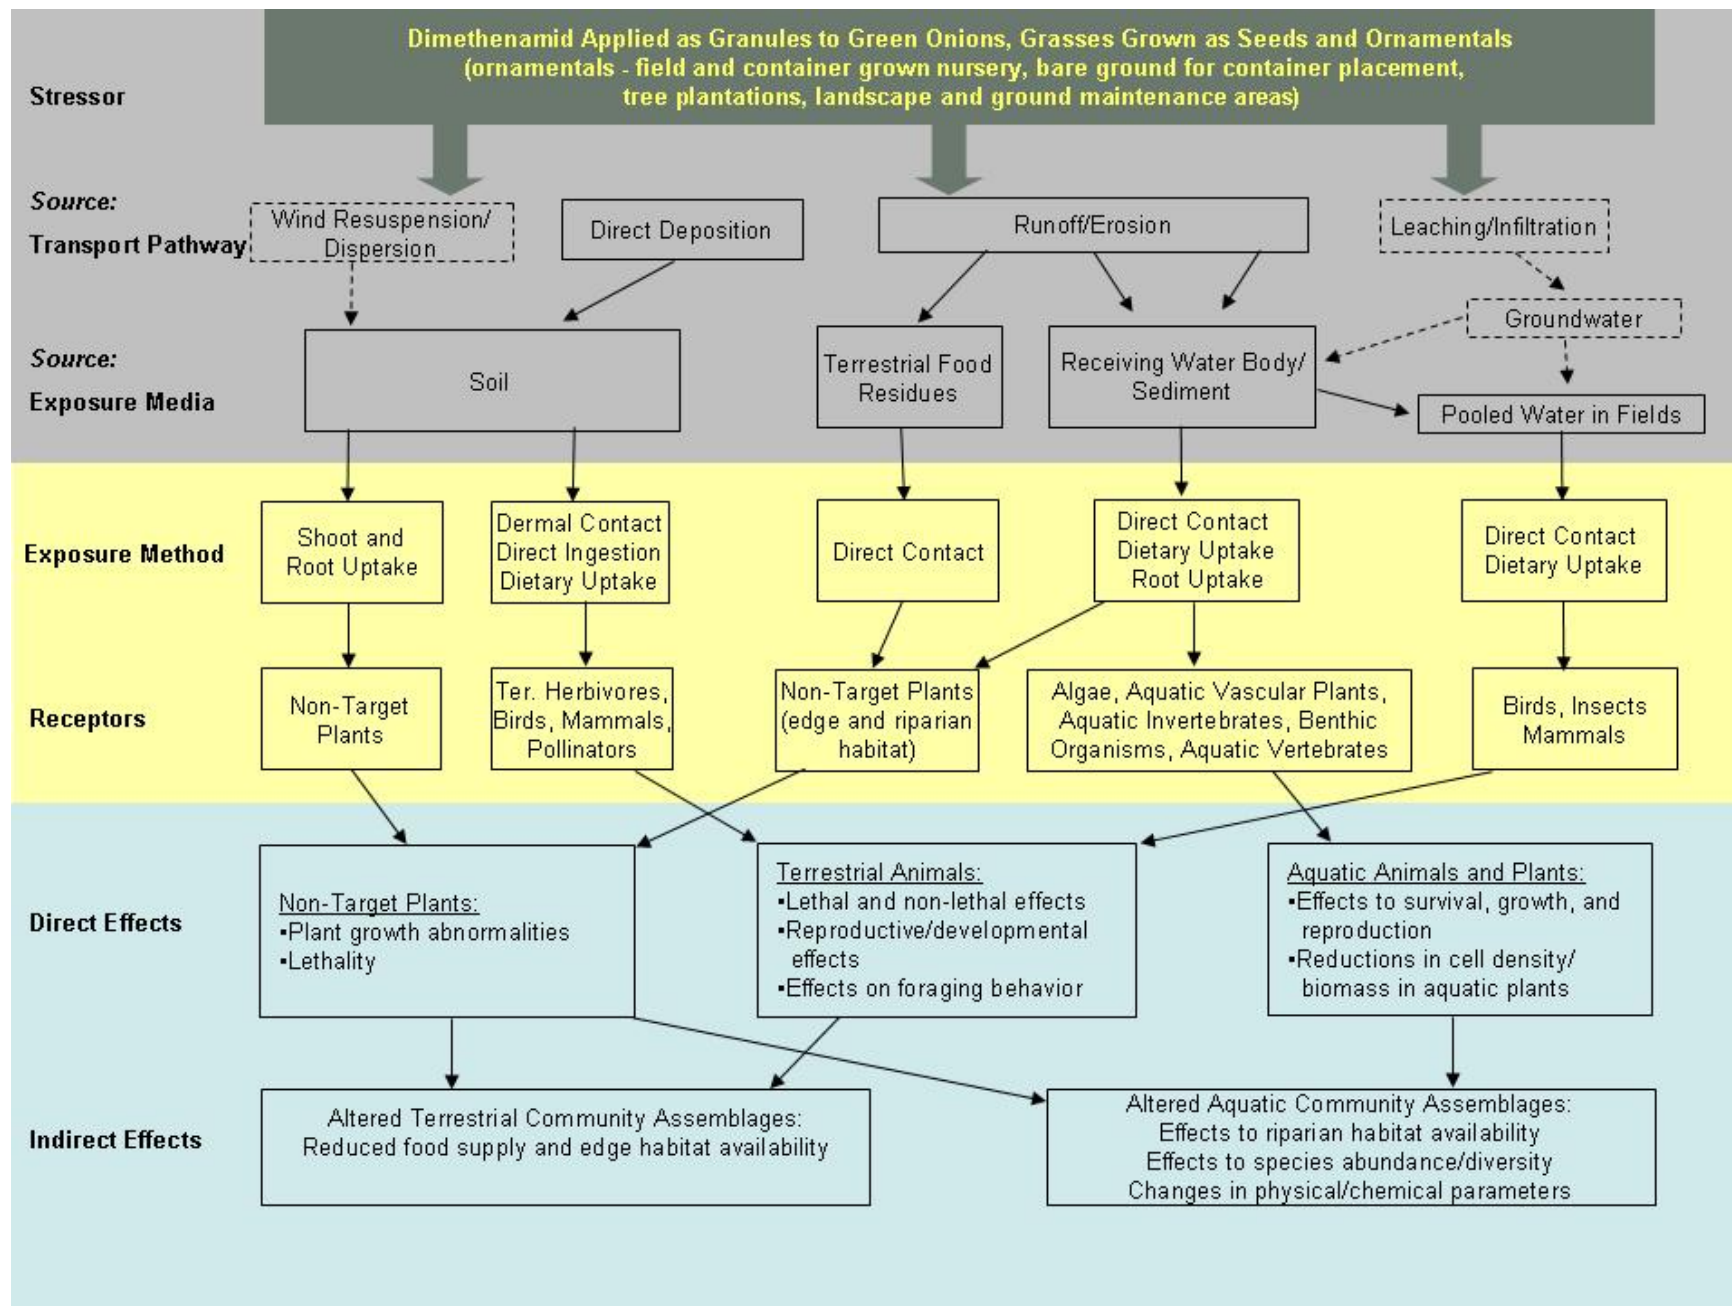 Dimethenamid Applied as Granules to Green Onions, Grasses Grown as Seeds and Ornamentals
(ornamentals - field and container grown nursery, bare ground for container placement,
tree plantations, landscape and ground maintenance areas)
Stressor
Source:
Transport Pathway
Wind Resuspension/
Dispersion
Direct Deposition
Runoff/Erosion
Leaching/Infiltration
Groundwater
Source:
Exposure Media
Soil
Terrestrial Food
Residues
Receiving Water Body/
Sediment
Pooled Water in Fields
Exposure Method
Shoot and
Root Uptake
Dermal Contact
Direct Ingestion
Dietary Uptake
Direct Contact
Direct Contact
Dietary Uptake
Root Uptake
Direct Contact
Dietary Uptake
Receptors
Non-Target
Plants
Ter. Herbivores,
Birds, Mammals,
Pollinators
Non-Target Plants
(edge and riparian
habitat)
Algae, Aquatic Vascular Plants,
Aquatic Invertebrates, Benthic
Organisms, Aquatic Vertebrates
Birds, Insects
Mammals
Direct Effects
Non-Target Plants:
▪Plant growth abnormalities
▪Lethality
Terrestrial Animals:
▪Lethal and non-lethal effects
▪Reproductive/developmental
effects
▪Effects on foraging behavior
Aquatic Animals and Plants:
▪Effects to survival, growth, and
reproduction
▪Reductions in cell density/
biomass in aquatic plants
Indirect Effects
Altered Terrestrial Community Assemblages:
Reduced food supply and edge habitat availability
Altered Aquatic Community Assemblages:
Effects to riparian habitat availability
Effects to species abundance/diversity
Changes in physical/chemical parameters